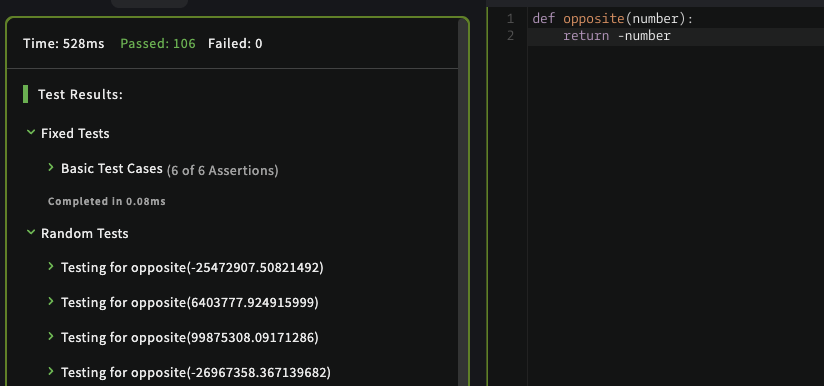 Time: 528ms Passed: 106 Failed: 0
Test Results:
Fixed Tests
Basic Test Cases (6 of 6 Assertions)
Completed in 0.08ms
Random Tests
Testing for opposite(-25472907.50821492)
Testing for opposite(6403777.924915999)
Testing for opposite(99875308.09171286)
Testing for opposite(-26967358.367139682)
1 def opposite(number):
2 return -number